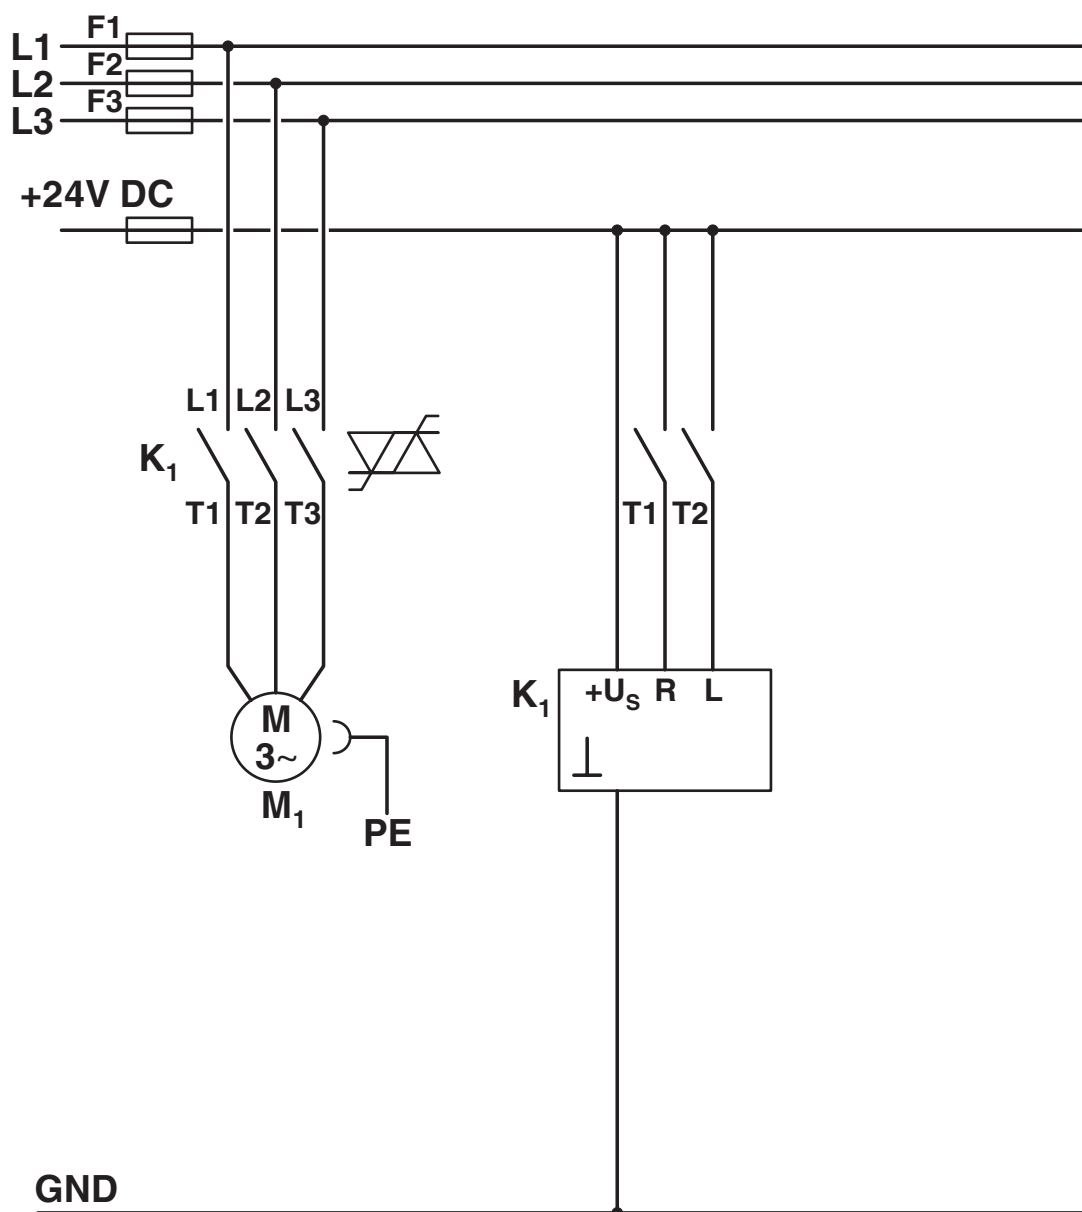 F1
L1
F2
L2
F3
L3
+24V DC
L1 L2 L3
K1
T1 T2 T3
T1 T2
K1
+US R L
M
3~
M1
PE
GND